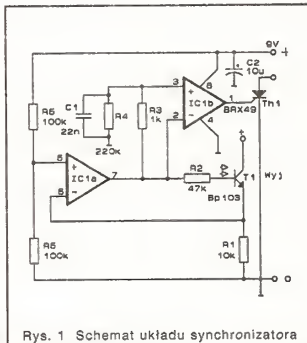 9V
+
C2
10u
R5
100k
C1
22n
R4
220k
R3
1k
3
+
2
-
IC1b
8
4
1
BRX49
Th1
5
+
6
-
IC1a
7
R2
47k
+
T1
Bp103
Wyj
R5
100k
R1
10k
0
Rys. 1 Schemat układu synchronizatora